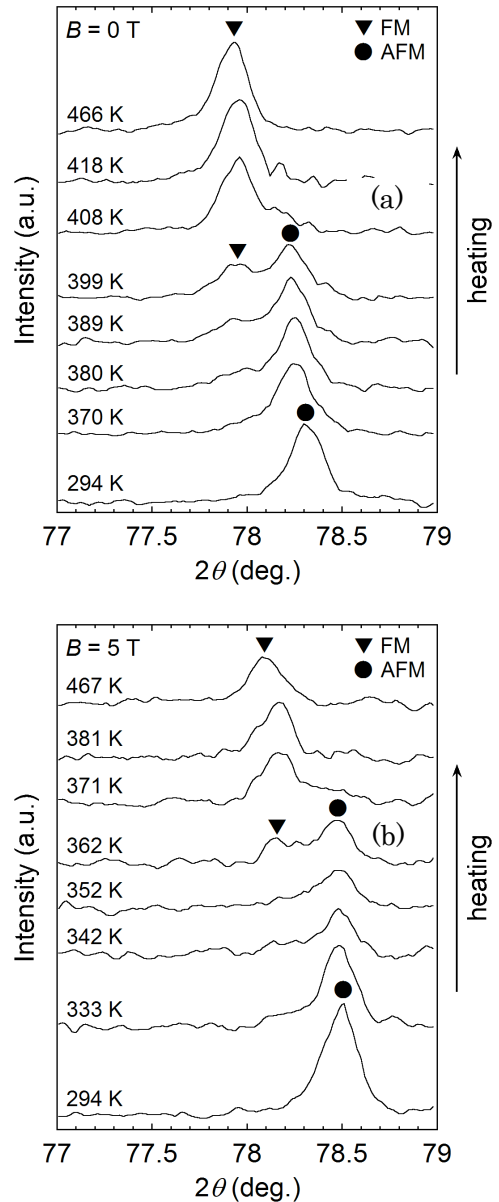 B = 0 T
▼ FM
● AFM
466 K
418 K
408 K
(a)
399 K
389 K
380 K
370 K
294 K
Intensity (a.u.)
heating
77 77.5 78 78.5 79
2θ (deg.)
B = 5 T
▼ FM
● AFM
467 K
381 K
371 K
(b)
362 K
352 K
342 K
333 K
294 K
Intensity (a.u.)
heating
77 77.5 78 78.5 79
2θ (deg.)